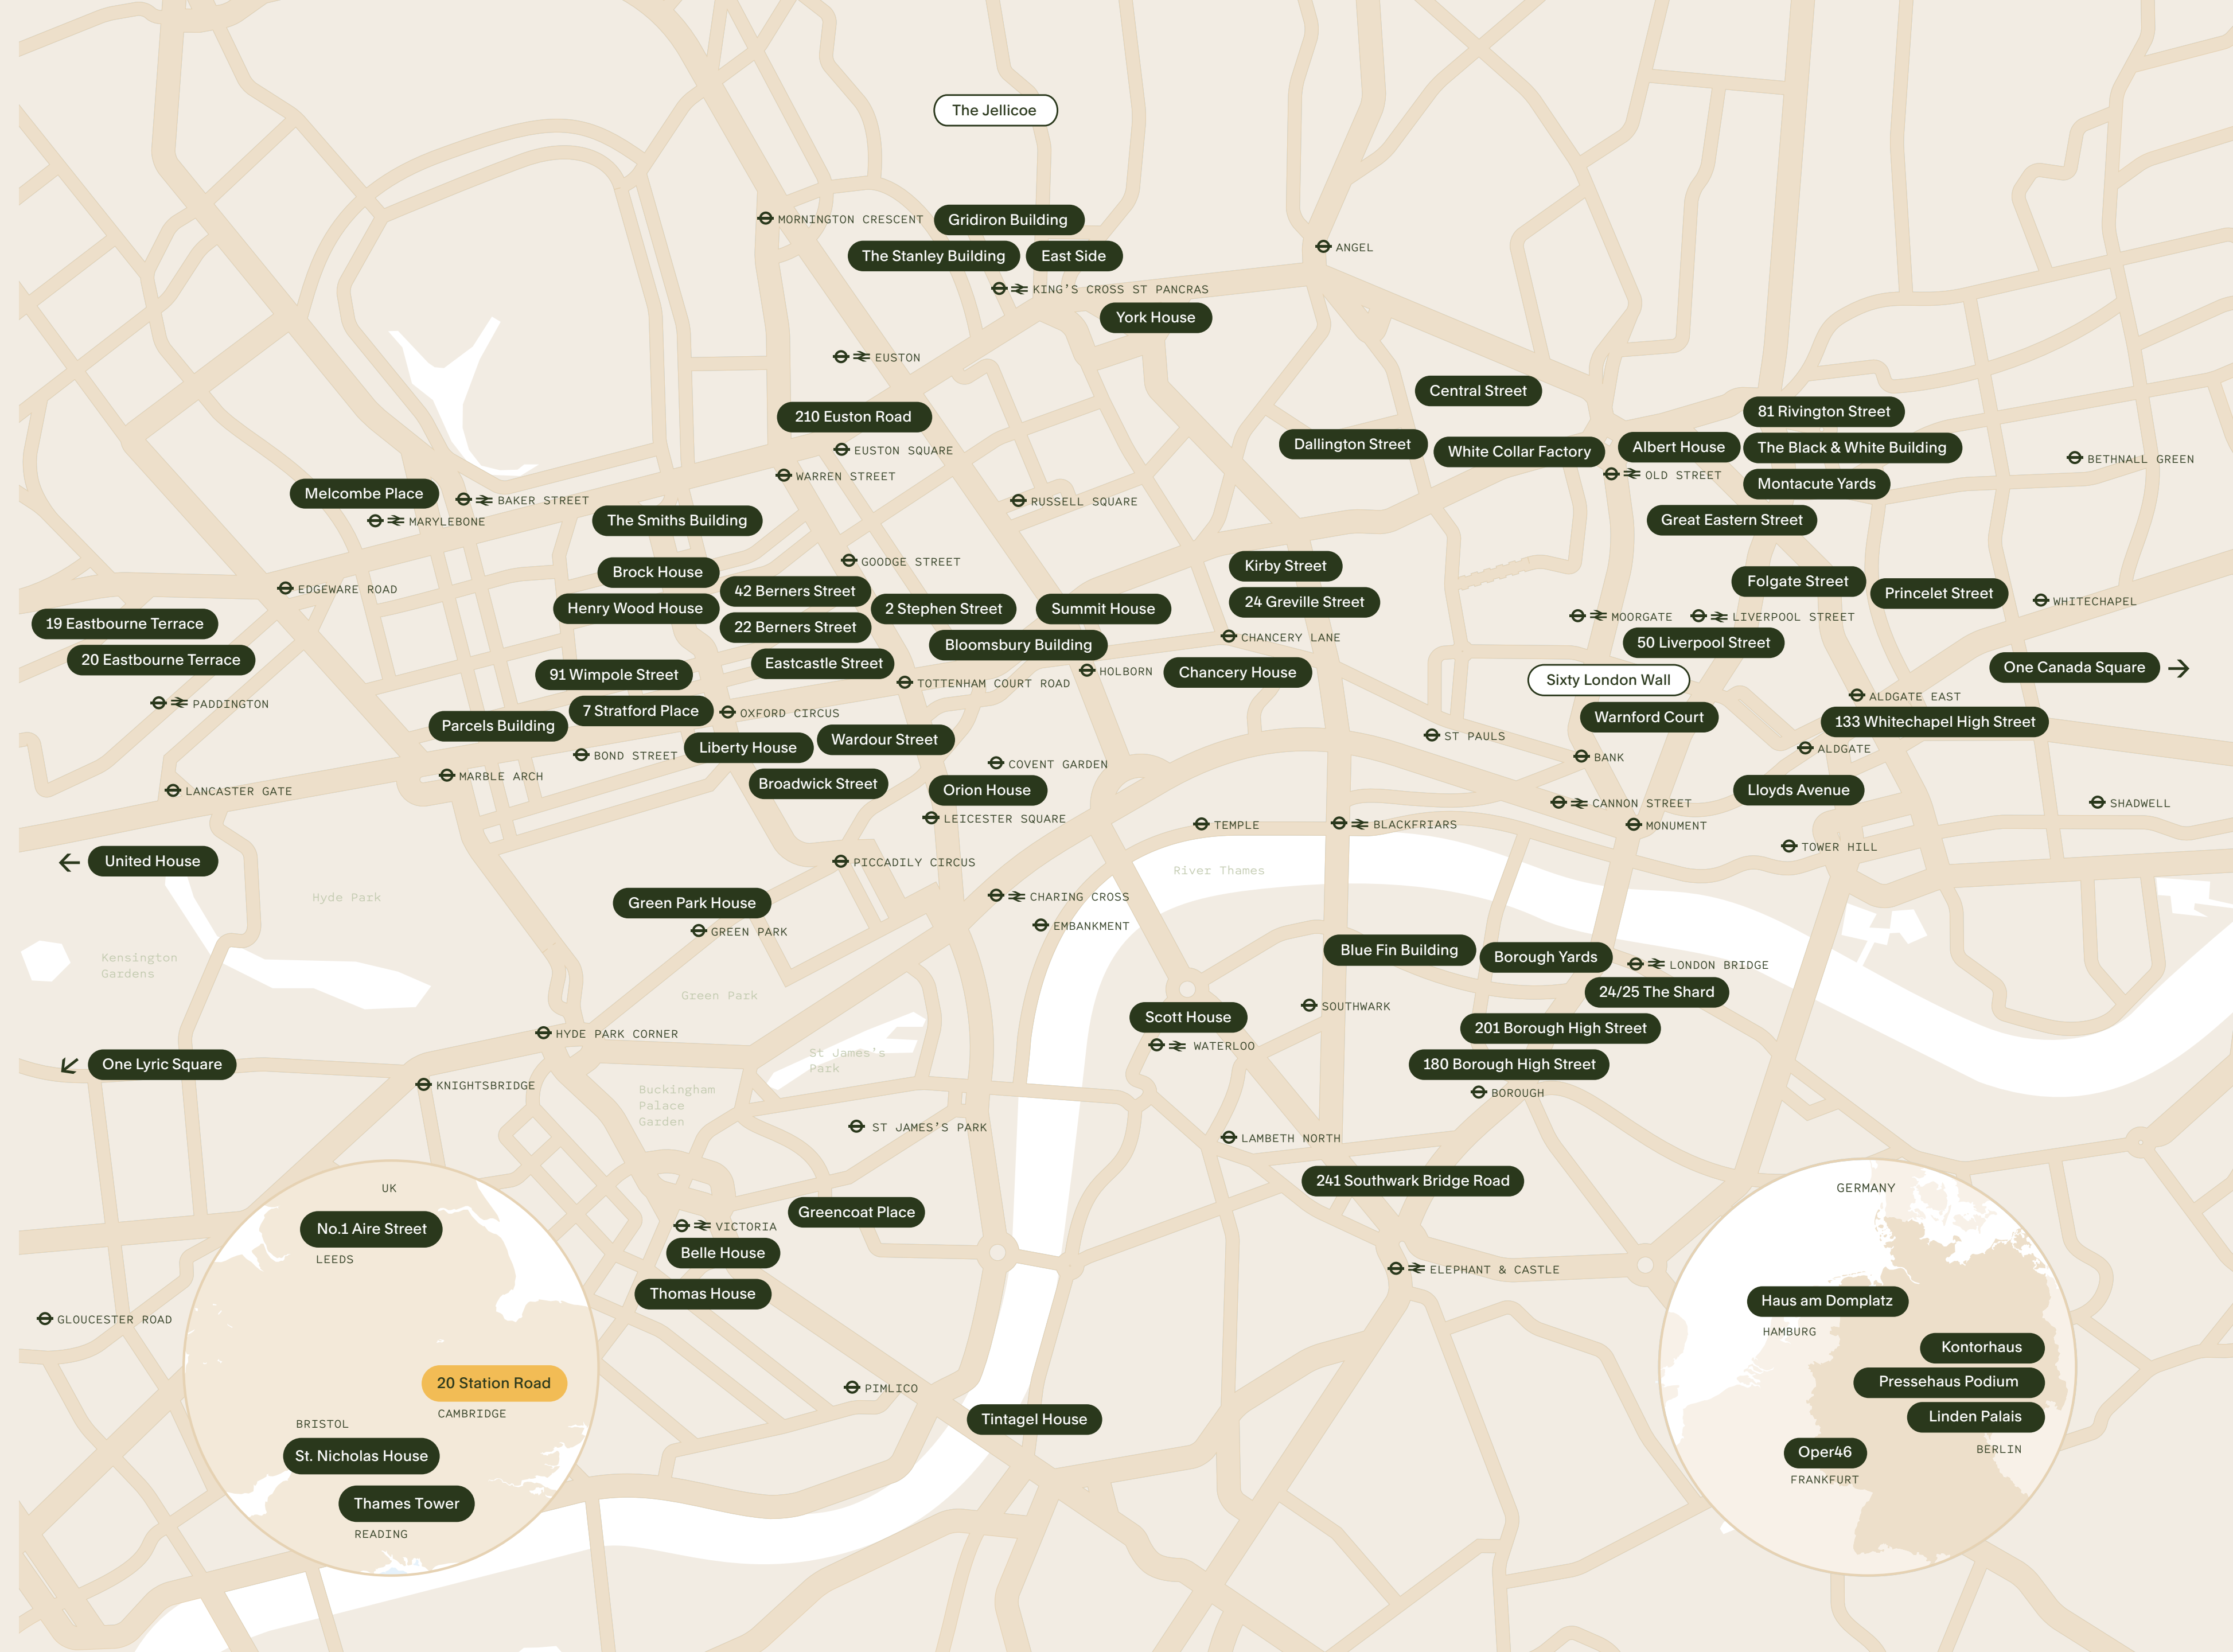 The Jellicoe
MORNINGTON CRESCENT
Gridiron Building
The Stanley Building
East Side
ANGEL
KING'S CROSS ST PANCRAS
York House
EUSTON
Central Street
210 Euston Road
81 Rivington Street
Dallington Street
White Collar Factory
Albert House
The Black & White Building
EUSTON SQUARE
BETHNALL GREEN
WARREN STREET
OLD STREET
Montacute Yards
Melcombe Place
BAKER STREET
RUSSELL SQUARE
MARYLEBONE
The Smiths Building
Great Eastern Street
GOODGE STREET
Kirby Street
Brock House
Folgate Street
EDGEWARE ROAD
42 Berners Street
Princelet Street
WHITECHAPEL
24 Greville Street
Henry Wood House
2 Stephen Street
Summit House
MOORGATE
LIVERPOOL STREET
19 Eastbourne Terrace
22 Berners Street
CHANCERY LANE
Bloomsbury Building
50 Liverpool Street
20 Eastbourne Terrace
Eastcastle Street
HOLBORN
Chancery House
One Canada Square
91 Wimpole Street
TOTTENHAM COURT ROAD
Sixty London Wall
ALDGATE EAST
PADDINGTON
7 Stratford Place
OXFORD CIRCUS
Warnford Court
133 Whitechapel High Street
Parcels Building
Liberty House
Wardour Street
ST PAULS
ALDGATE
BOND STREET
BANK
COVENT GARDEN
MARBLE ARCH
Broadwick Street
Orion House
Lloyds Avenue
LANCASTER GATE
CANNON STREET
SHADWELL
LEICESTER SQUARE
TEMPLE
BLACKFRIARS
MONUMENT
TOWER HILL
United House
PICCADILY CIRCUS
River Thames
Hyde Park
CHARING CROSS
Green Park House
EMBANKMENT
GREEN PARK
Blue Fin Building
Borough Yards
LONDON BRIDGE
Kensington
Gardens
24/25 The Shard
Green Park
SOUTHWARK
Scott House
201 Borough High Street
HYDE PARK CORNER
WATERLOO
St James's
Park
One Lyric Square
180 Borough High Street
KNIGHTSBRIDGE
Buckingham
Palace
Garden
BOROUGH
ST JAMES'S PARK
LAMBETH NORTH
241 Southwark Bridge Road
UK
GERMANY
No.1 Aire Street
LEEDS
Greencoat Place
VICTORIA
Belle House
ELEPHANT & CASTLE
Thomas House
Haus am Domplatz
HAMBURG
GLOUCESTER ROAD
Kontorhaus
20 Station Road
CAMBRIDGE
PIMLICO
Pressehaus Podium
Tintagel House
Linden Palais
BERLIN
BRISTOL
St. Nicholas House
Oper46
FRANKFURT
Thames Tower
READING